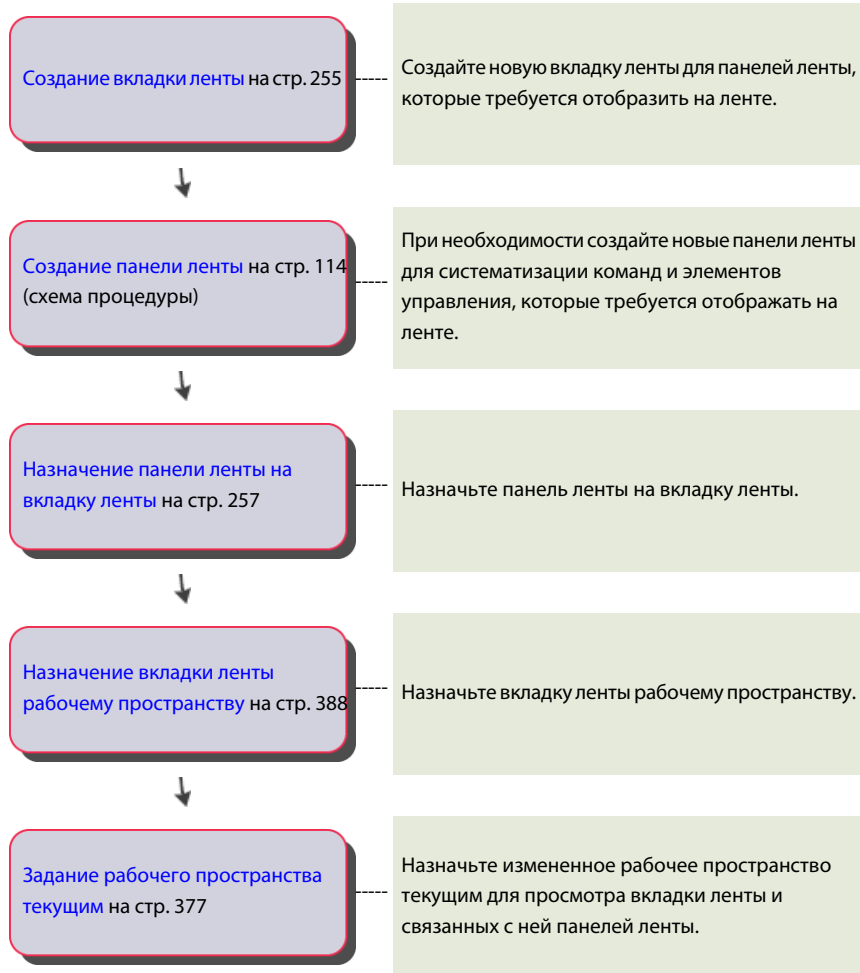 Создание вкладки ленты на стр. 255
Создайте новую вкладку ленты для панелей ленты,
которые требуется отобразить на ленте.
Создание панели ленты на стр. 114
(схема процедуры)
При необходимости создайте новые панели ленты
для систематизации команд и элементов
управления, которые требуется отображать на
ленте.
Назначение панели ленты на
вкладку ленты на стр. 257
Назначьте панель ленты на вкладку ленты.
Назначение вкладки ленты
рабочему пространству на стр. 388
Назначьте вкладку ленты рабочему пространству.
Задание рабочего пространства
текущим на стр. 377
Назначьте измененное рабочее пространство
текущим для просмотра вкладки ленты и
связанных с ней панелей ленты.